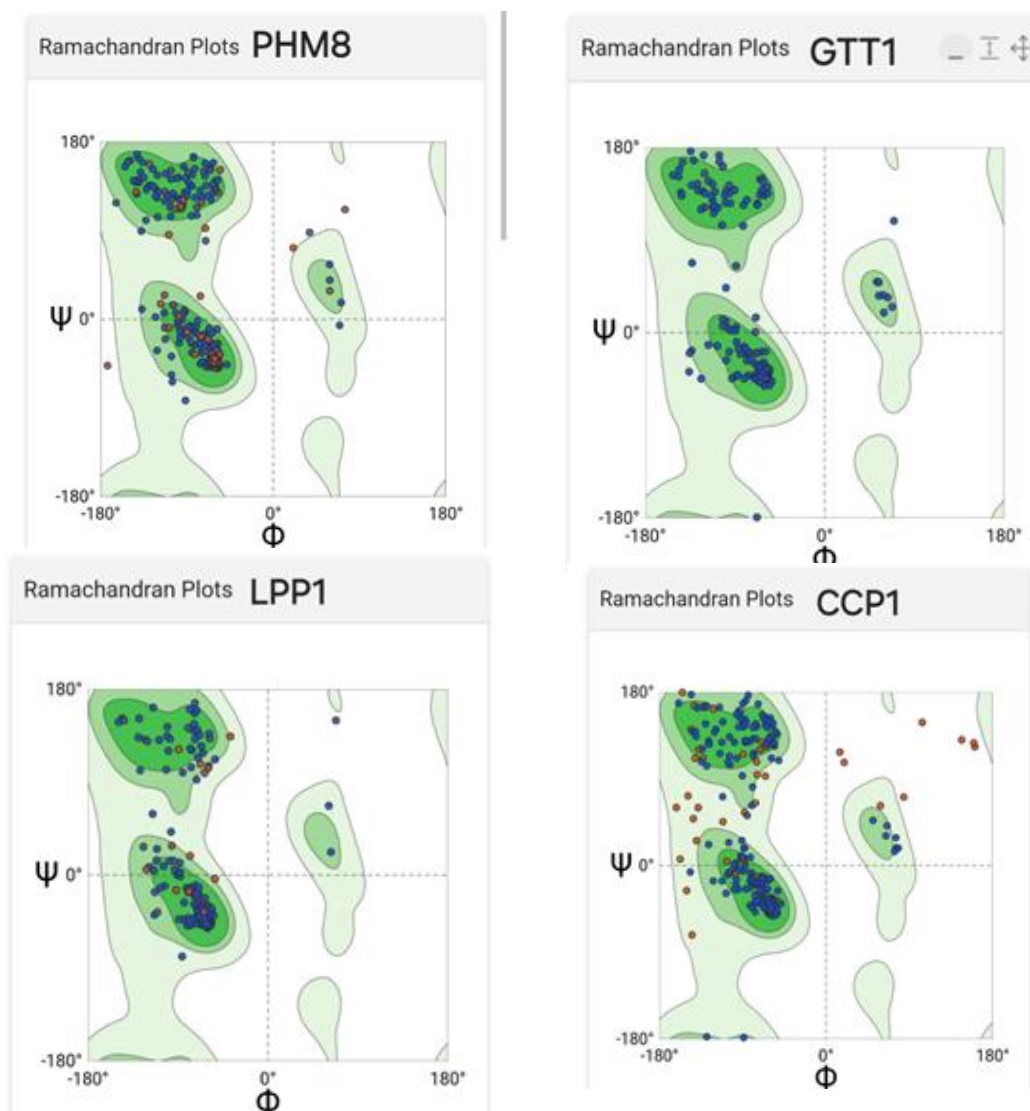 Ramachandran Plots PHM8
180°
Ψ 0°
-180°
-180° 0° 180°
Φ
Ramachandran Plots GTT1
180°
Ψ 0°
-180°
-180° 0° 180°
Φ
Ramachandran Plots LPP1
180°
Ψ 0°
-180°
-180° 0° 180°
Φ
Ramachandran Plots CCP1
180°
Ψ 0°
-180°
-180° 0° 180°
Φ